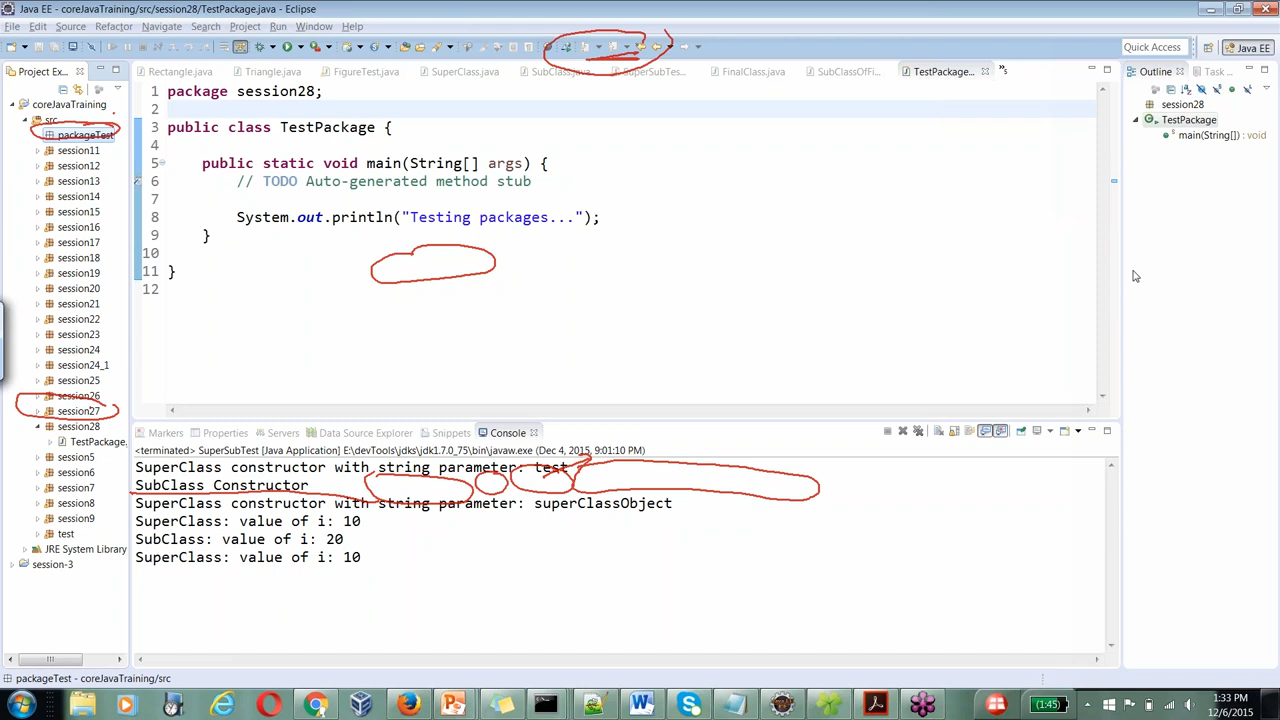 Java EE - coreJavaTraining/src/session28/TestPackage.java - Eclipse
File Edit Source Refactor Navigate Search Project Run Window Help
Quick Access Java EE
Project Ex...
Rectangle.java Triangle.java FigureTest.java SuperClass.java SubClass.java SuperSubTes... FinalClass.java SubClassOfFi... TestPackage...
Outline Task ...
coreJavaTraining
src
packageTest
session11
session12
session13
session14
session15
session16
session17
session18
session19
session20
session21
session22
session23
session24
session24_1
session25
session26
session27
session28
TestPackage.
session5
session6
session7
session8
session9
test
JRE System Library
session-3
1 package session28;
2
3 public class TestPackage {
4
5 public static void main(String[] args) {
6 // TODO Auto-generated method stub
7
8 System.out.println("Testing packages...");
9 }
10
11 }
12
session28
TestPackage
main(String[]) : void
Markers Properties Servers Data Source Explorer Snippets Console
<terminated> SuperSubTest [Java Application] E:\devTools\jdks\jdk1.7.0_75\bin\javaw.exe (Dec 4, 2015, 9:01:10 PM)
SuperClass constructor with string parameter: test
SubClass Constructor
SuperClass constructor with string parameter: superClassObject
SuperClass: value of i: 10
SubClass: value of i: 20
SuperClass: value of i: 10
packageTest - coreJavaTraining/src
(1:45)
1:33 PM
12/6/2015